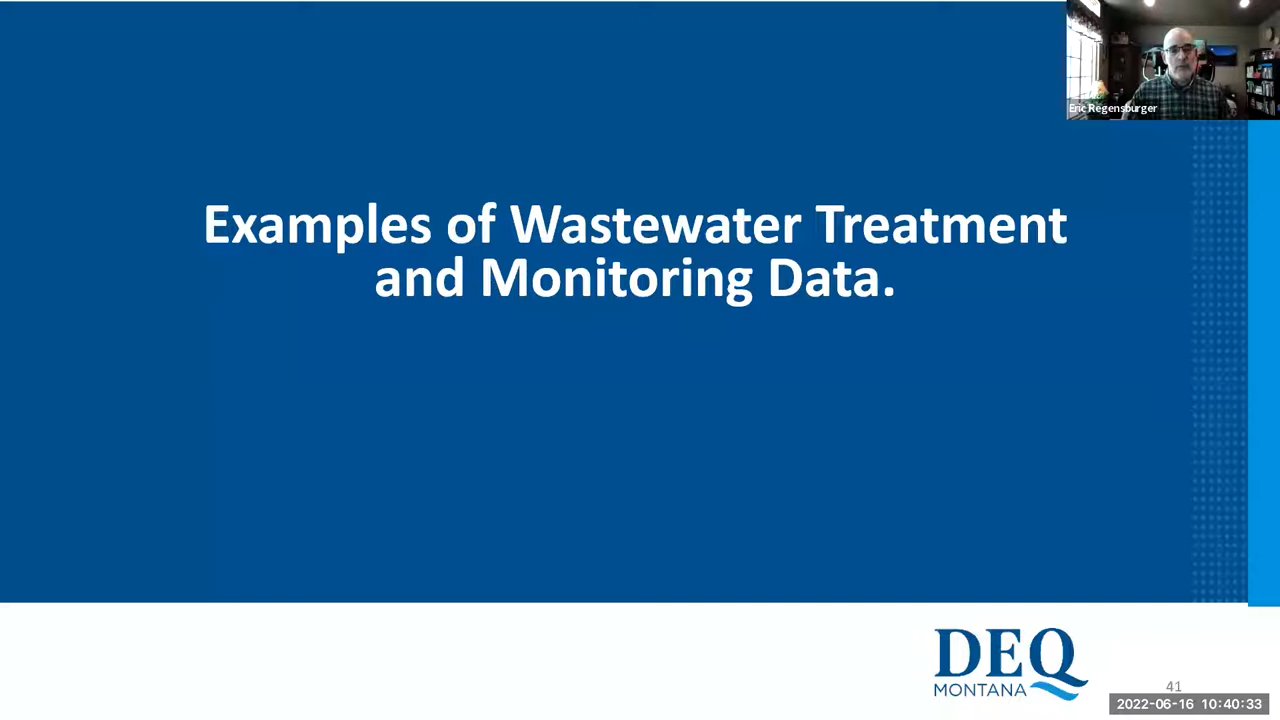 Eric Regensburger
Examples of Wastewater Treatment
and Monitoring Data.
DEQ
MONTANA
41
2022-06-16 10:40:33